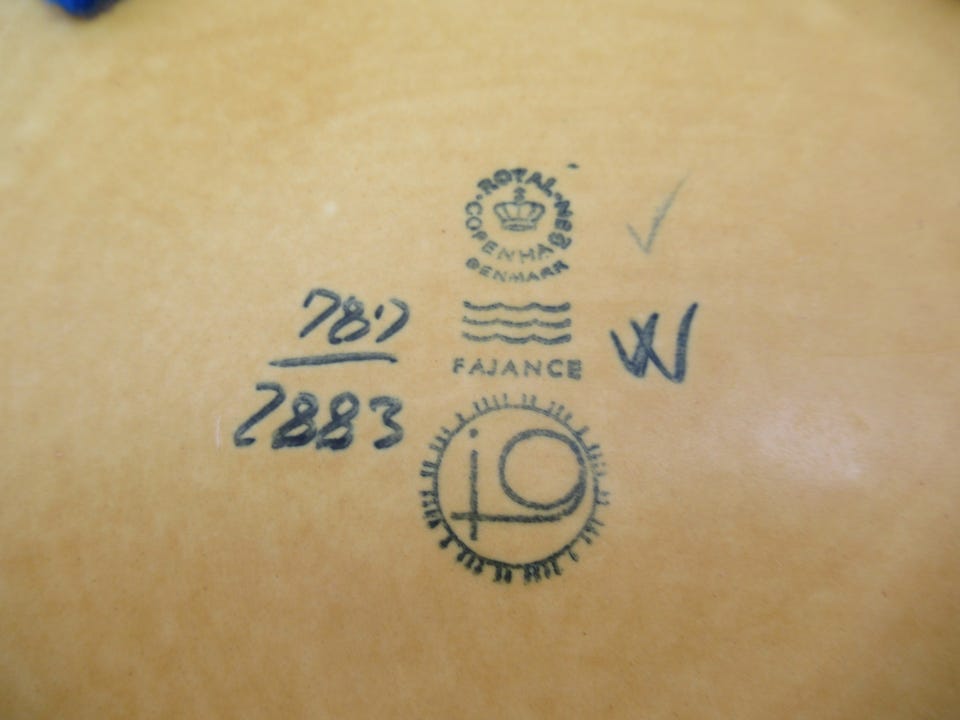 ROYAL COPENHAGEN
DENMARK
FAJANCE
787
2883
W